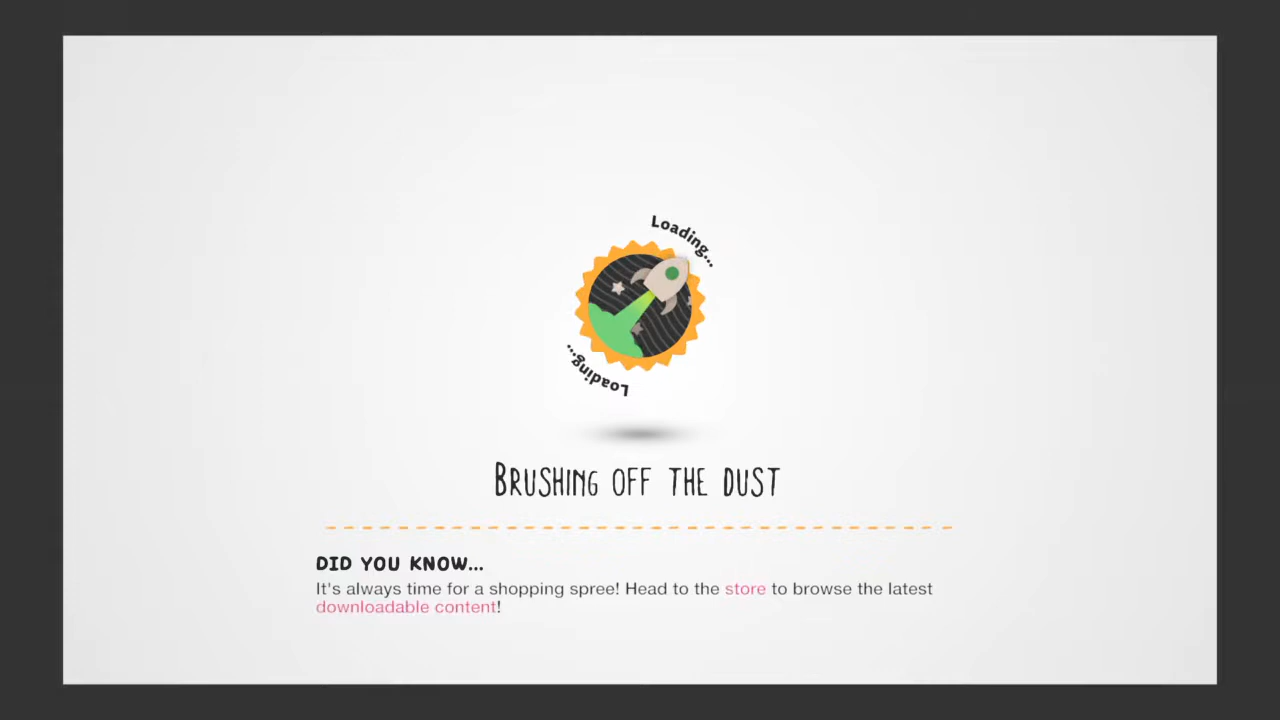 Loading...
Loading...
BRUSHING OFF THE DUST
DID YOU KNOW...
It's always time for a shopping spree! Head to the store to browse the latest
downloadable content!